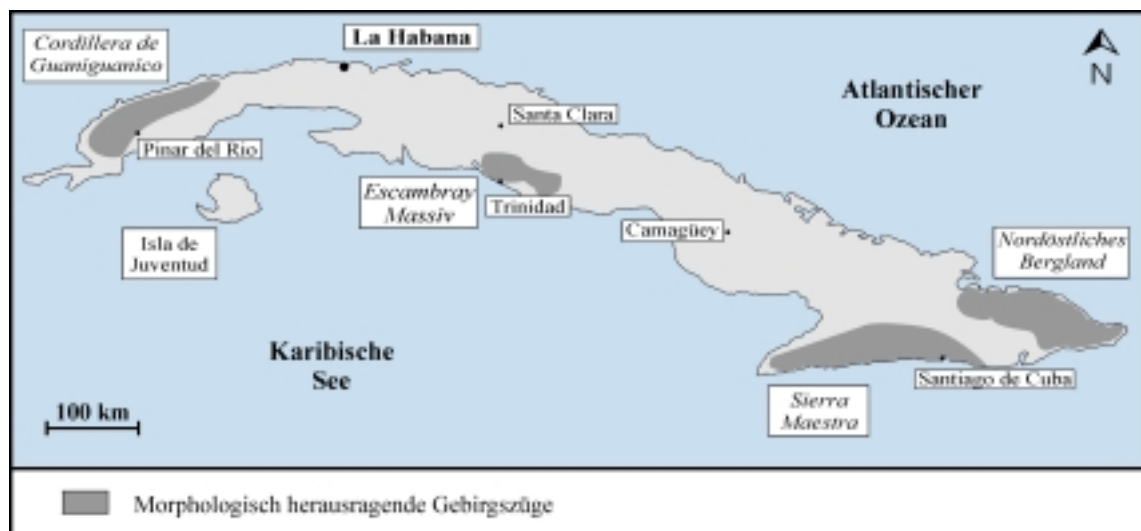 Cordillera de
Guaniguanico
La Habana
N
Atlantischer
Ozean
Santa Clara
Pinar del Rio
Escambray
Massiv
Trinidad
Isla de
Juventud
Camagüey
Nordöstliches
Bergland
Karibische
See
Santiago de Cuba
Sierra
Maestra
100 km
Morphologisch herausragende Gebirgszüge